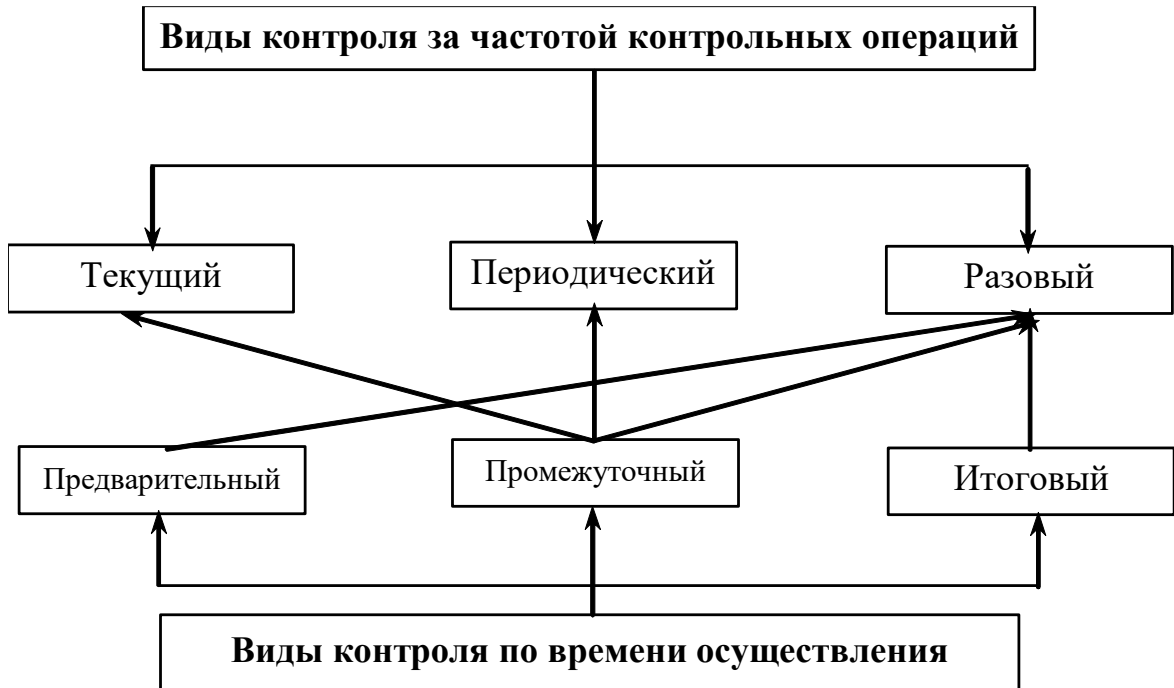 Виды контроля за частотой контрольных операций
Текущий
Периодический
Разовый
Предварительный
Промежуточный
Итоговый
Виды контроля по времени осуществления